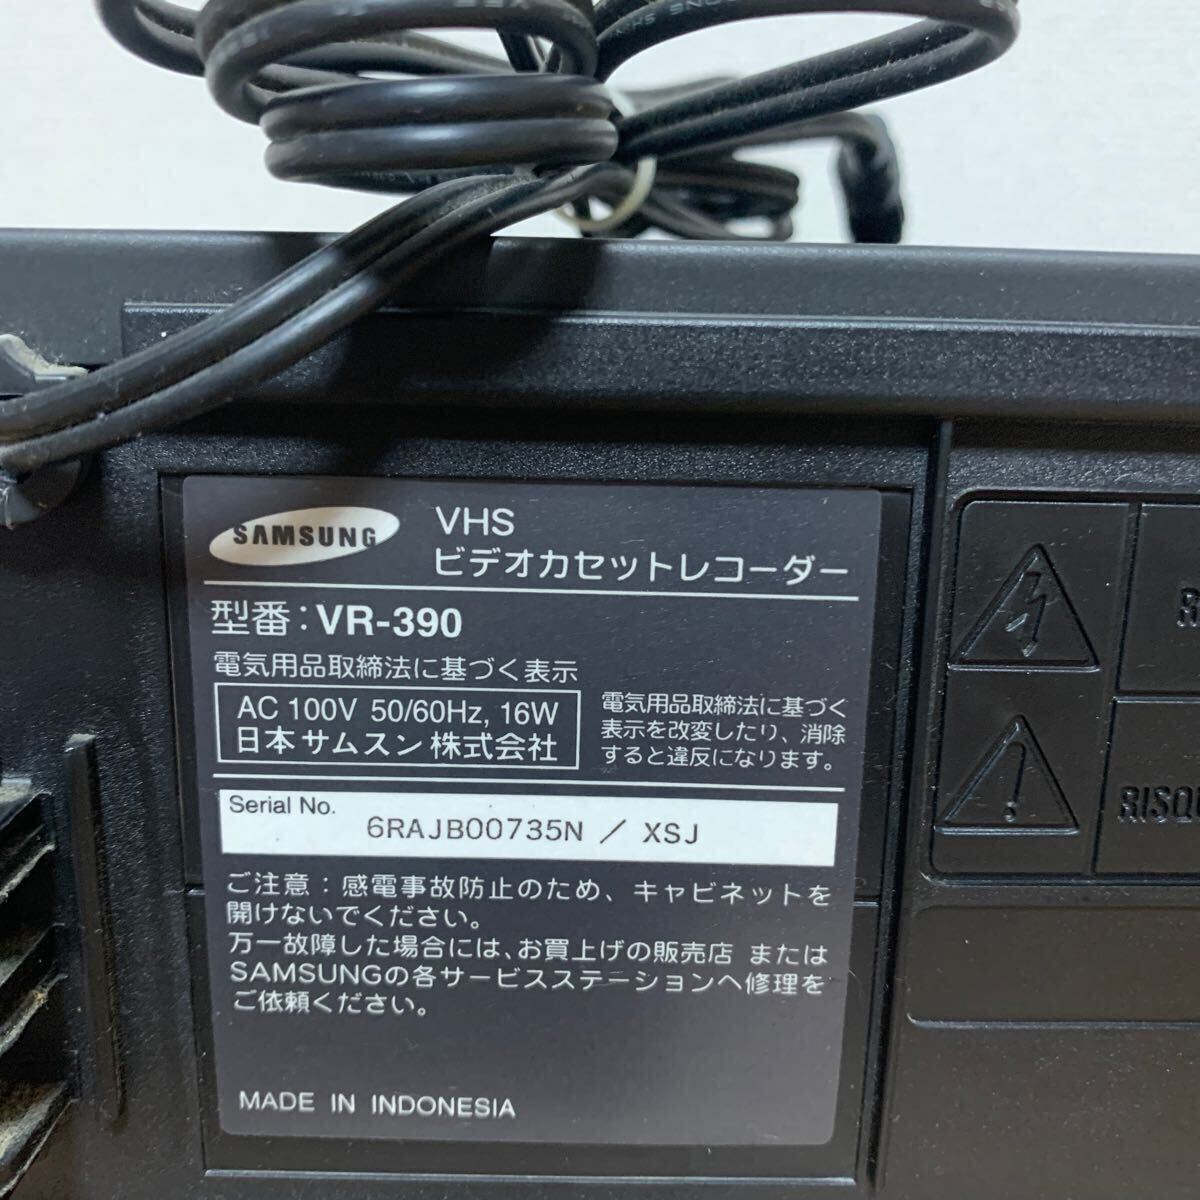 SAMSUNG
VHS
ビデオカセットレコーダー
型番：VR-390
電気用品取締法に基づく表示
AC 100V 50/60Hz, 16W
日本サムスン株式会社
電気用品取締法に基づく
表示を改変したり、消除
すると違反になります。
Serial No.
6RAJB00735N / XSJ
ご注意：感電事故防止のため、キャビネットを
開けないでください。
万一故障した場合には、お買上げの販売店 または
SAMSUNGの各サービスステーションへ修理を
ご依頼ください。
MADE IN INDONESIA
RISQU